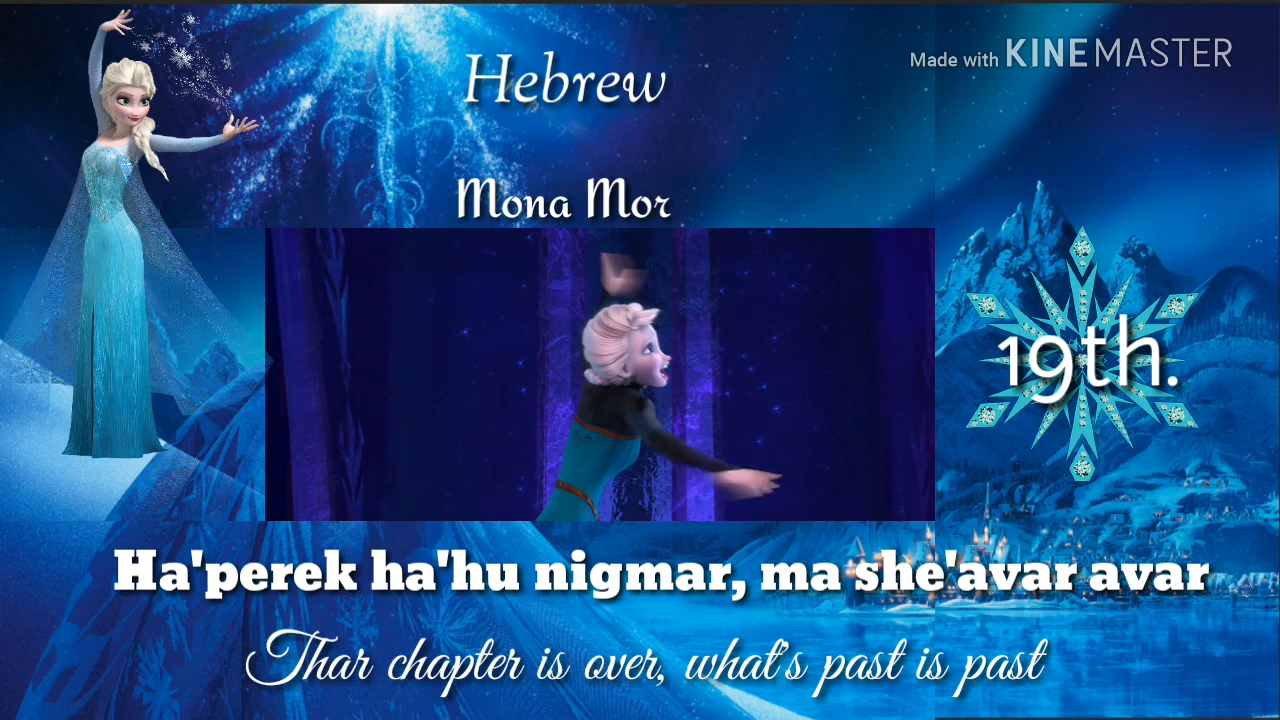 Hebrew
Made with KINEMASTER
Mona Mor
19th.
Ha'perek ha'hu nigmar, ma she'avar avar
Thar chapter is over, what's past is past